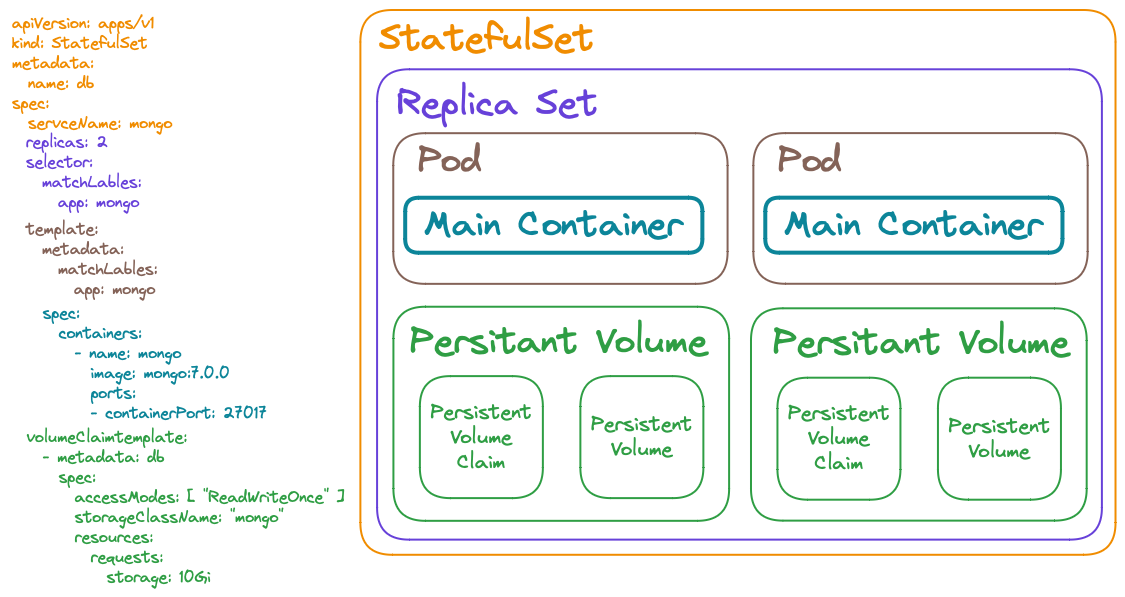 apiVersion: apps/v1
kind: StatefulSet
metadata:
name: db
spec:
servceName: mongo
replicas: 2
selector:
matchLables:
app: mongo
template:
metadata:
matchLables:
app: mongo
spec:
containers:
- name: mongo
image: mongo:7.0.0
ports:
- containerPort: 27017
volumeClaimtemplate:
- metadata: db
spec:
accessModes: [ "ReadWriteOnce" ]
storageClassName: "mongo"
resources:
requests:
storage: 10Gi
StatefulSet
Replica Set
Pod
Main Container
Pod
Main Container
Persitant Volume
Persistent
Volume
Claim
Persistent
Volume
Persitant Volume
Persistent
Volume
Claim
Persistent
Volume